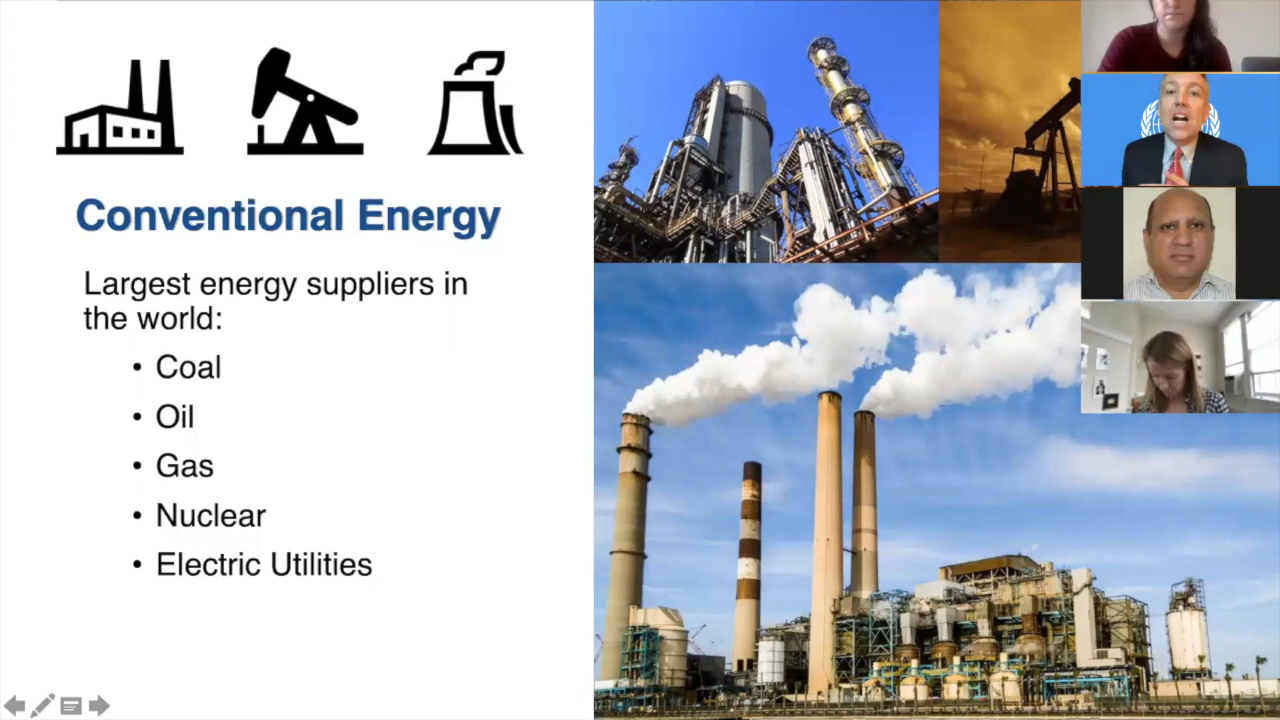 Conventional Energy
Largest energy suppliers in
the world:
• Coal
• Oil
• Gas
• Nuclear
• Electric Utilities